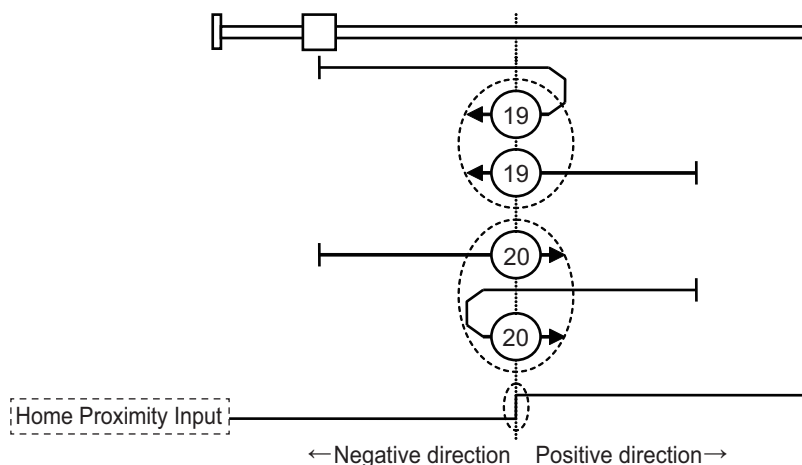 19
19
20
20
Home Proximity Input
←Negative direction Positive direction→